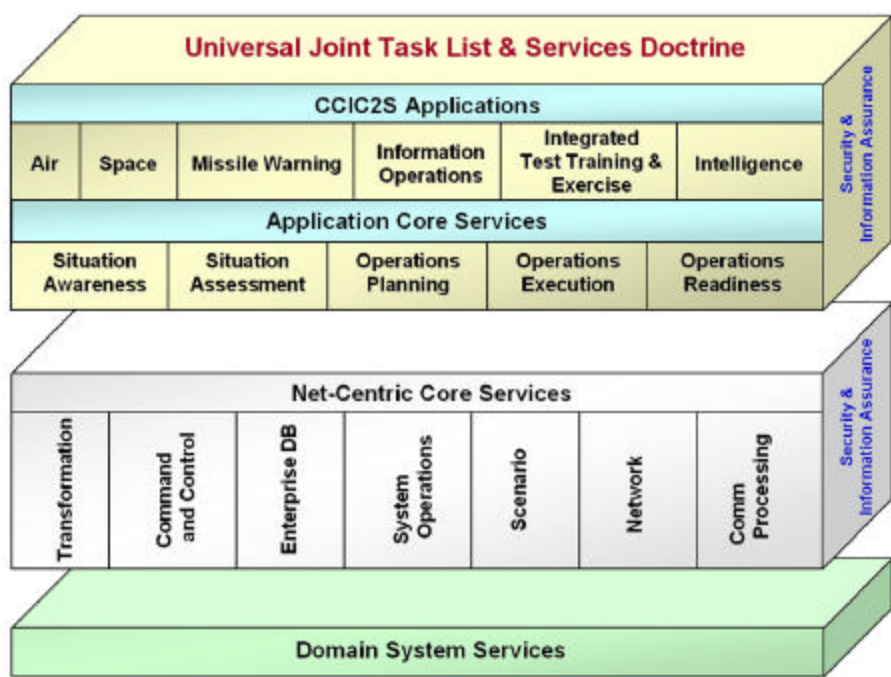 Universal Joint Task List & Services Doctrine
CCIC2S Applications
Air
Space
Missile Warning
Information
Operations
Integrated
Test Training &
Exercise
Intelligence
Application Core Services
Situation
Awareness
Situation
Assessment
Operations
Planning
Operations
Execution
Operations
Readiness
Security &
Information Assurance
Net-Centric Core Services
Transformation
Command
and Control
Enterprise DB
System
Operations
Scenario
Network
Comm
Processing
Security &
Information Assurance
Domain System Services